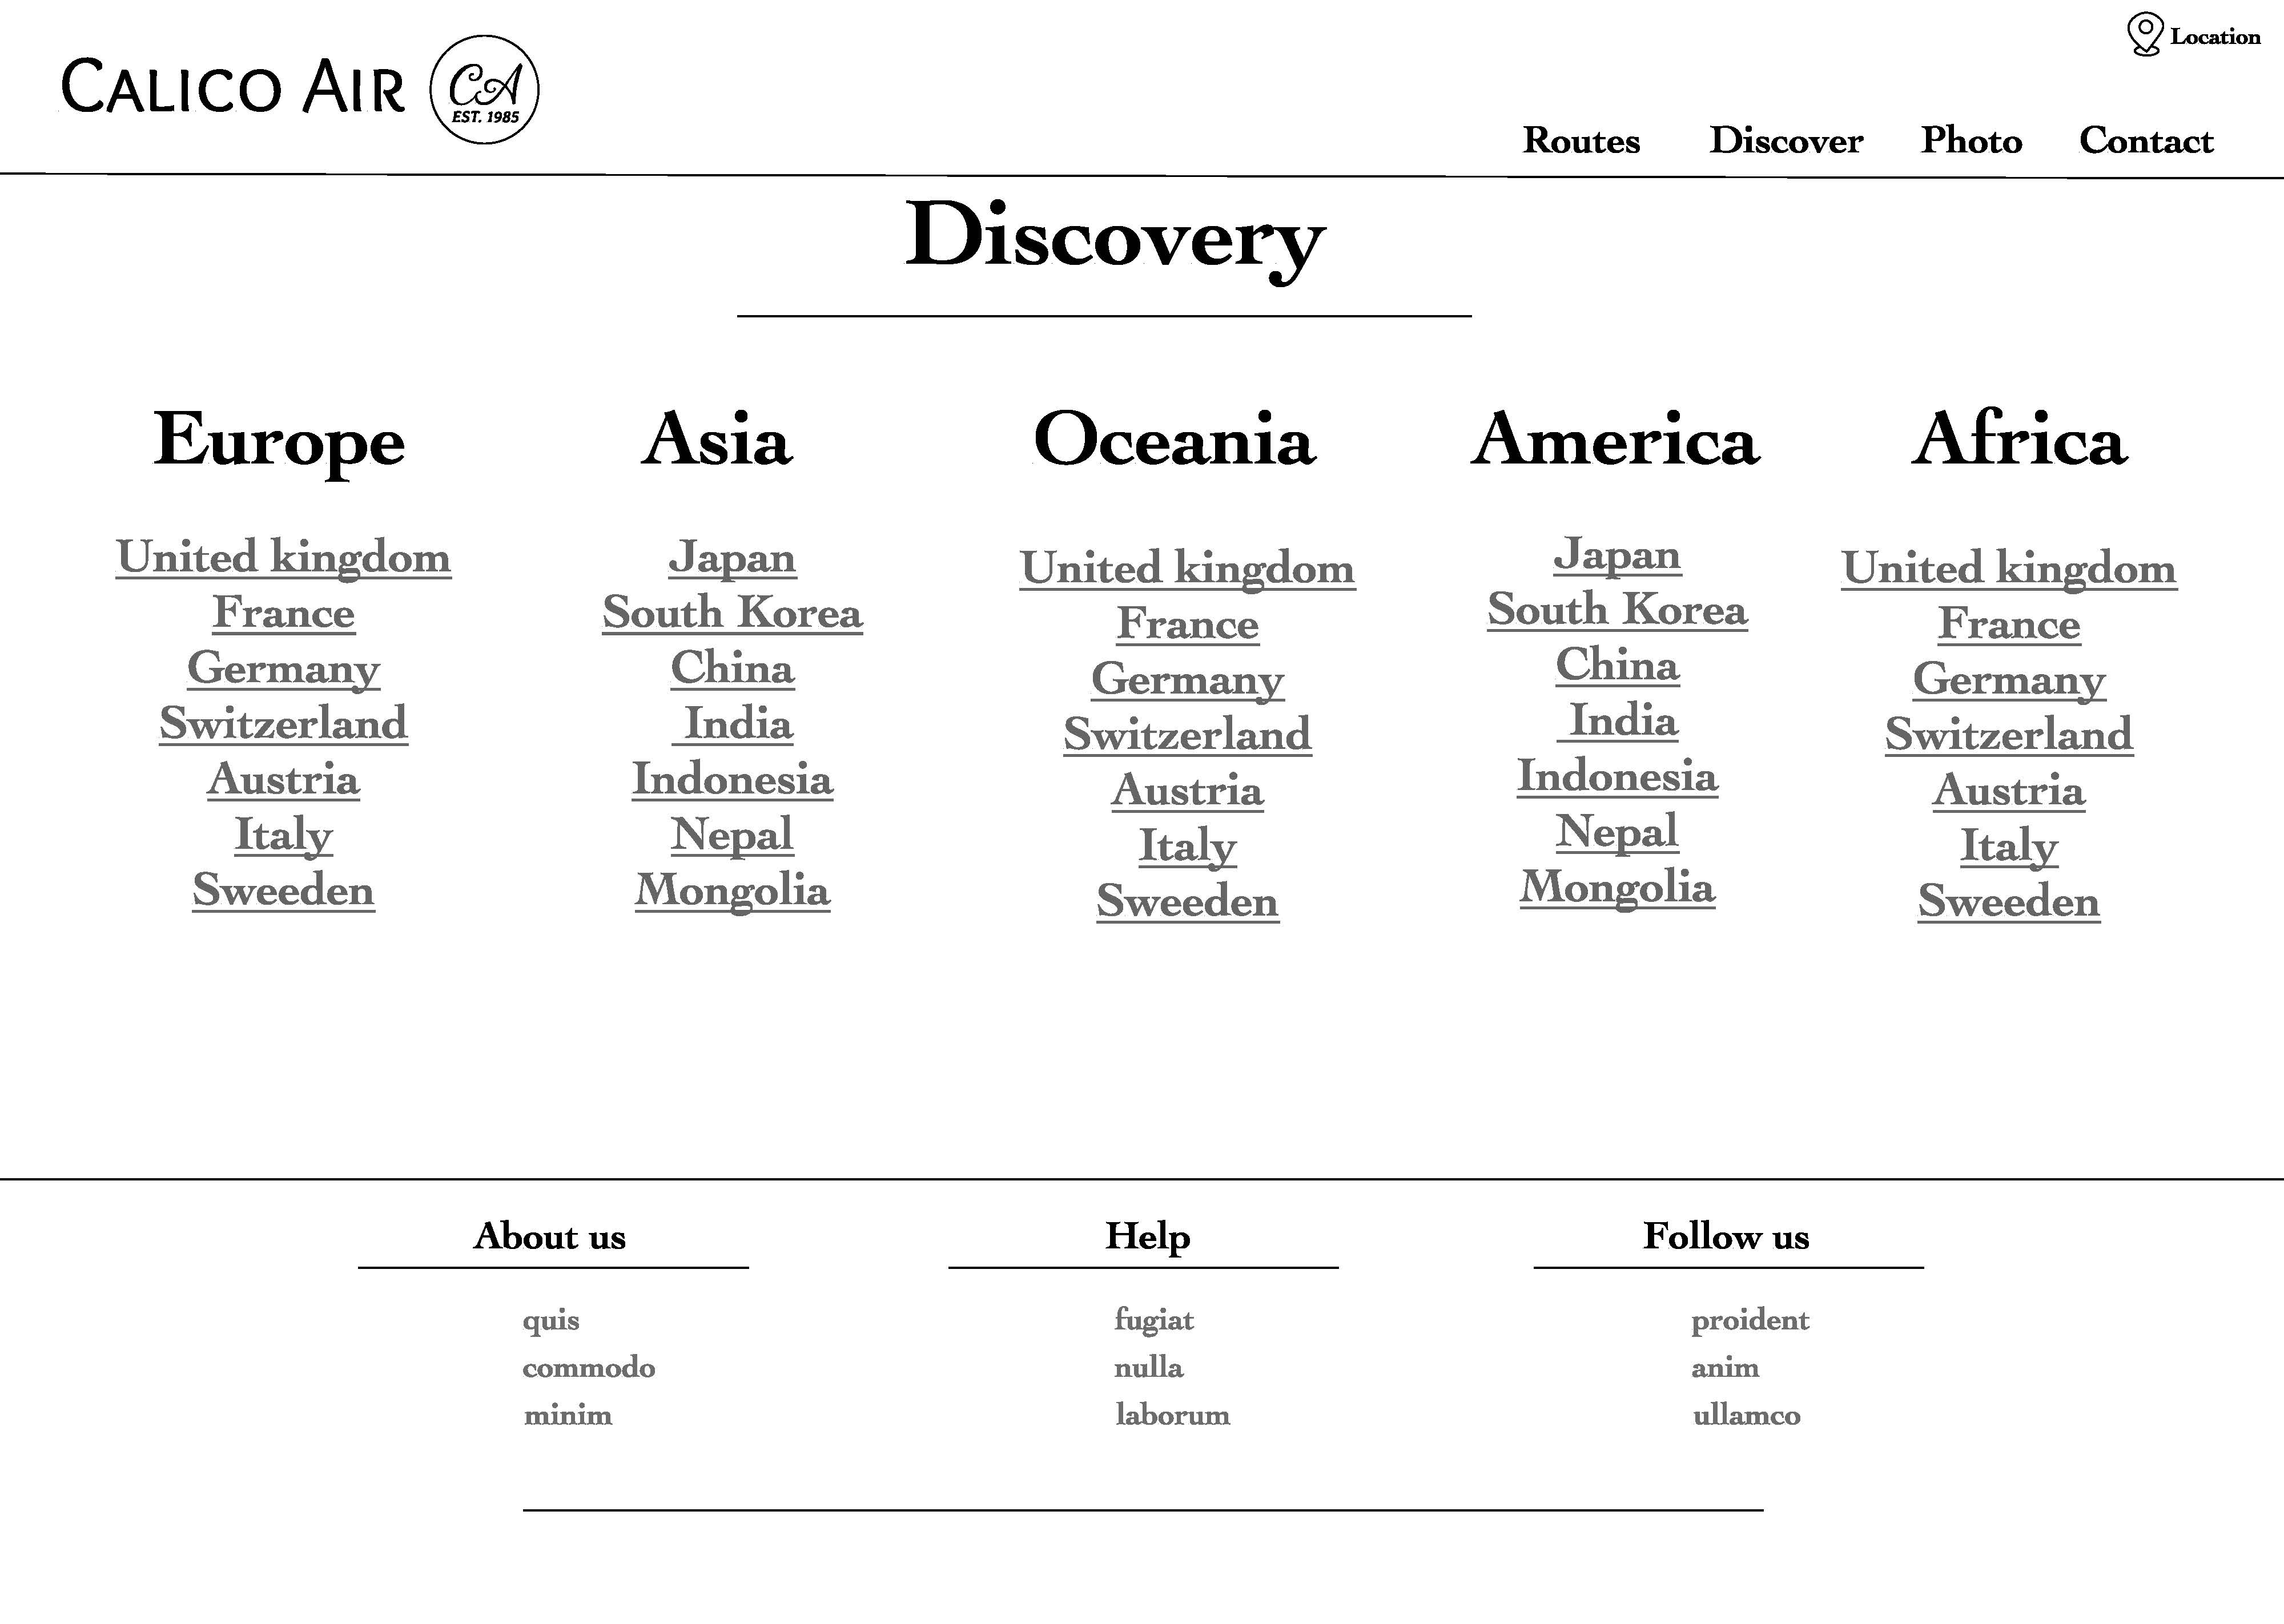 Location
CALICO AIR
CA
EST. 1985
Routes Discover Photo Contact
Discovery
Europe
United kingdom
France
Germany
Switzerland
Austria
Italy
Sweeden
Asia
Japan
South Korea
China
India
Indonesia
Nepal
Mongolia
Oceania
United kingdom
France
Germany
Switzerland
Austria
Italy
Sweeden
America
Japan
South Korea
China
India
Indonesia
Nepal
Mongolia
Africa
United kingdom
France
Germany
Switzerland
Austria
Italy
Sweeden
About us
quis
commodo
minim
Help
fugiat
nulla
laborum
Follow us
proident
anim
ullamco